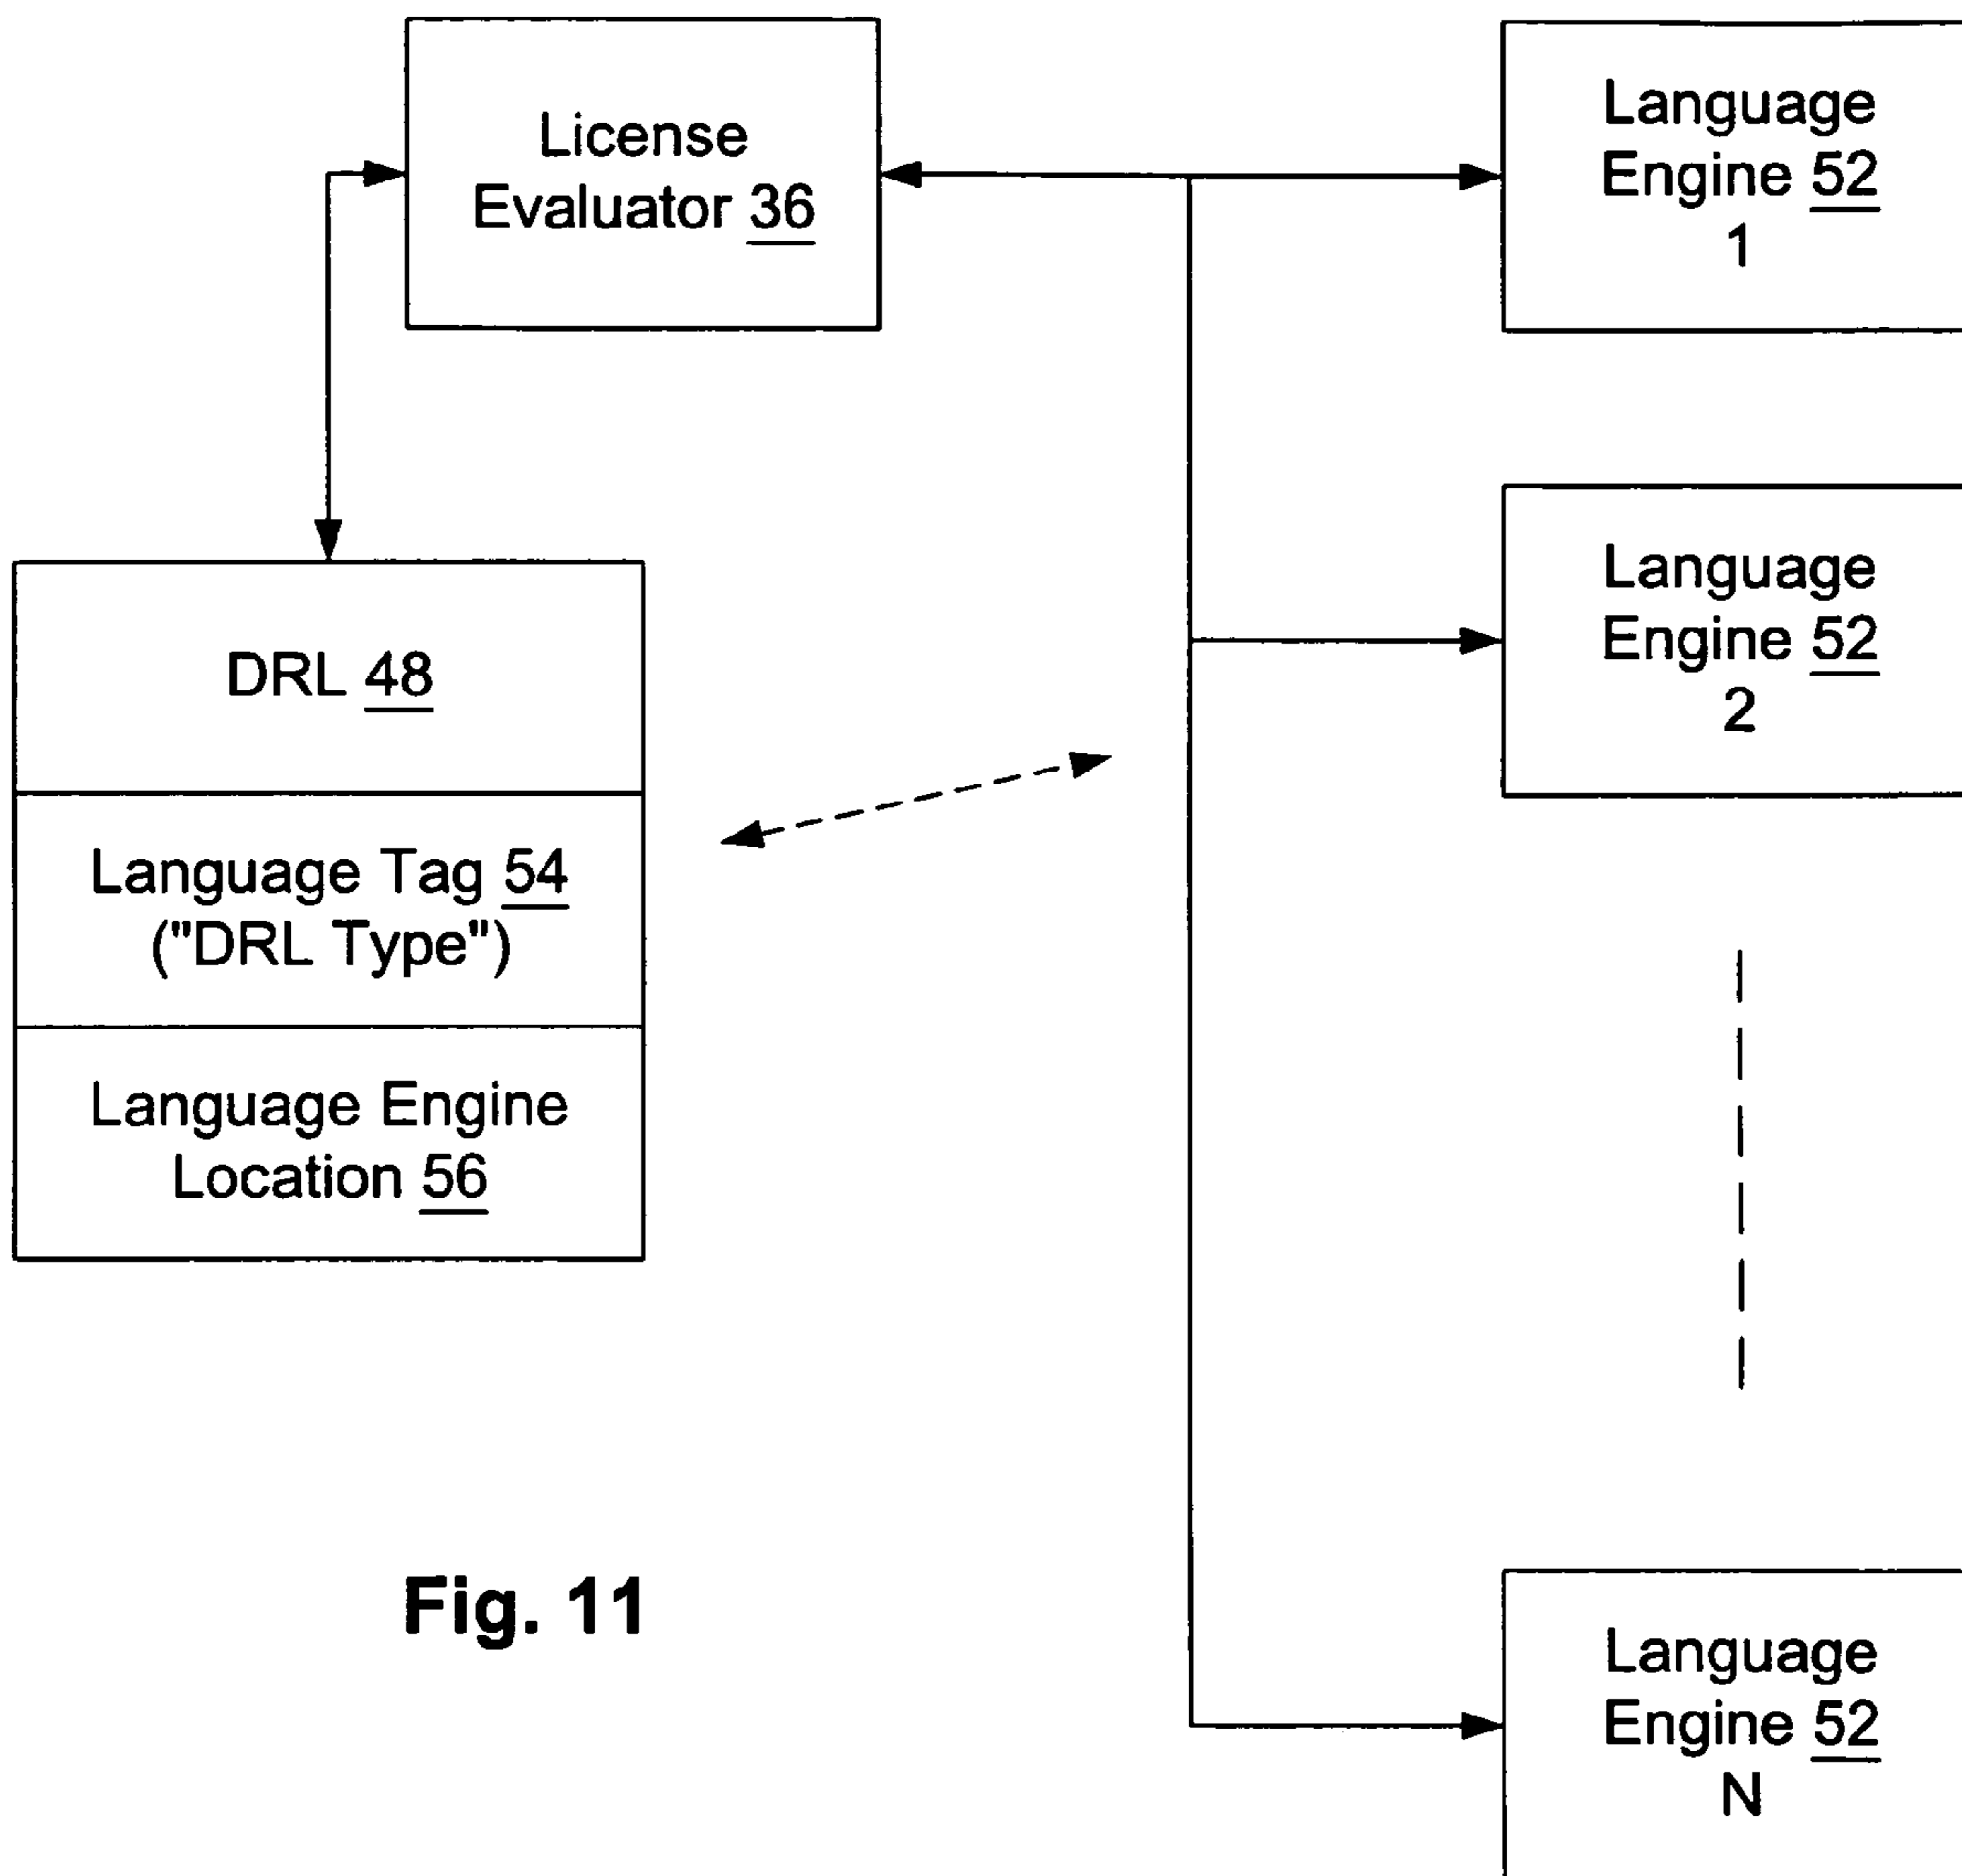 License
Evaluator 36
Language
Engine 52
1
DRL 48
Language Tag 54
("DRL Type")
Language Engine
Location 56
Language
Engine 52
2
Fig. 11
Language
Engine 52
N